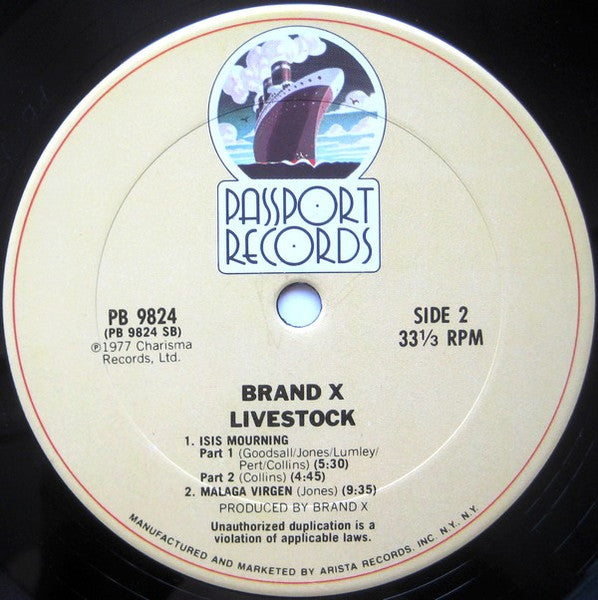 PASSPORT
RECORDS
PB 9824
(PB 9824 SB)
℗1977 Charisma
Records, Ltd.
SIDE 2
33⅓ RPM
BRAND X
LIVESTOCK
1. ISIS MOURNING
Part 1 (Goodsall/Jones/Lumley/
Pert/Collins) (5:30)
Part 2 (Collins) (4:45)
2. MALAGA VIRGEN (Jones) (9:35)
PRODUCED BY BRAND X
Unauthorized duplication is a
violation of applicable laws.
MANUFACTURED AND MARKETED BY ARISTA RECORDS, INC. N.Y., N.Y.